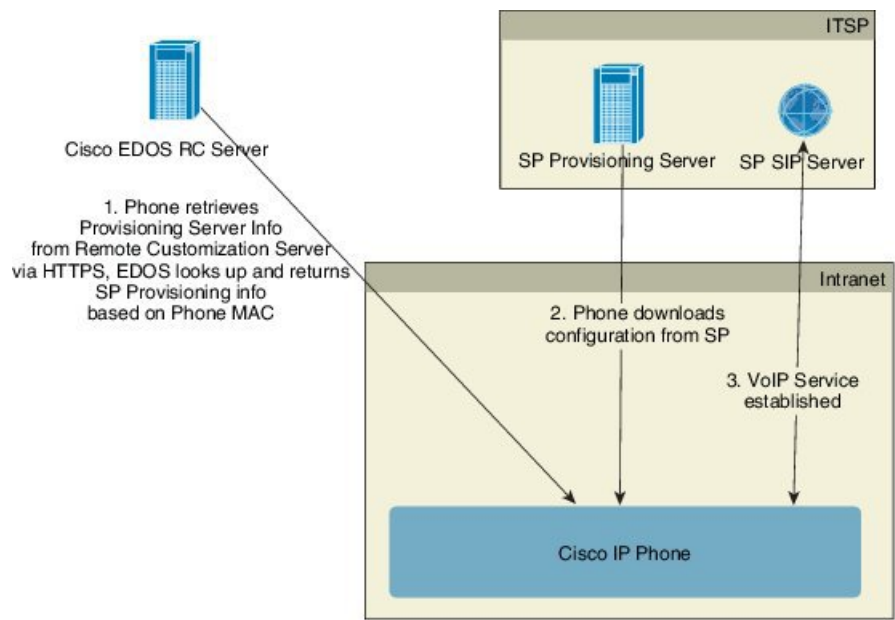 ITSP
Cisco EDOS RC Server
SP Provisioning Server
SP SIP Server
1. Phone retrieves
Provisioning Server Info
from Remote Customization Server
via HTTPS, EDOS looks up and returns
SP Provisioning info
based on Phone MAC
Intranet
2. Phone downloads
configuration from SP
3. VoIP Service
established
Cisco IP Phone